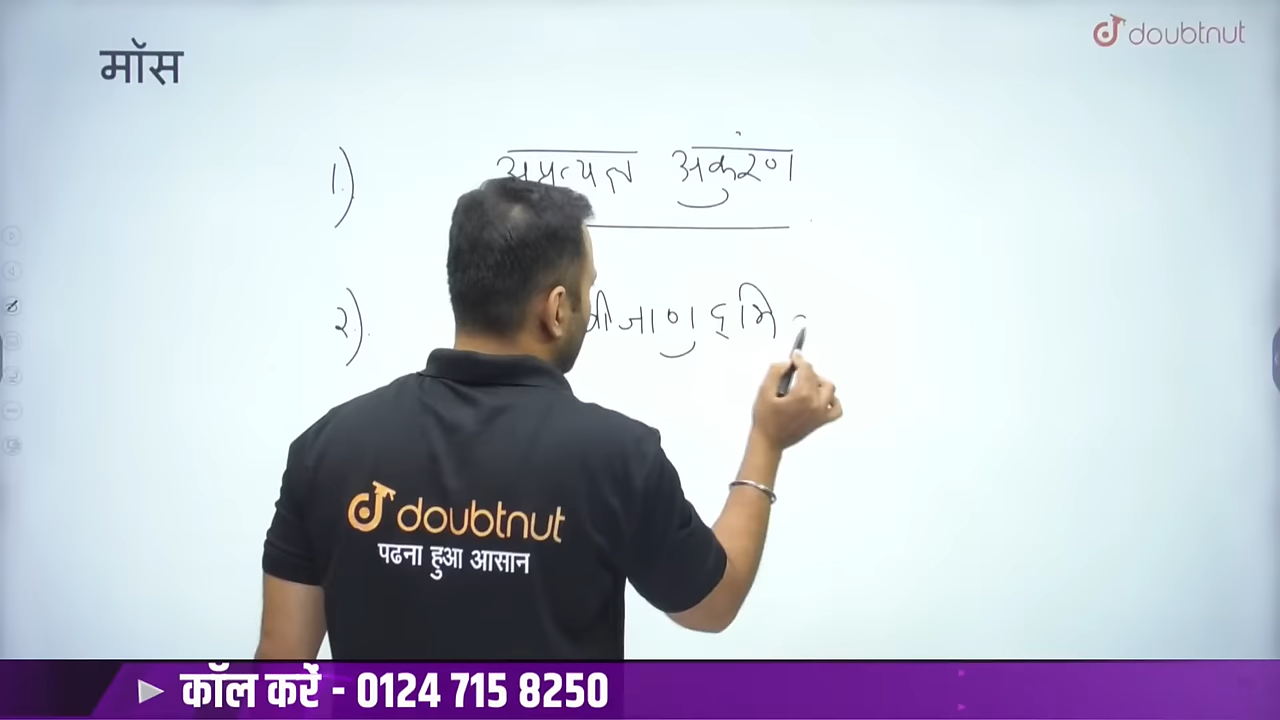 मॉस
doubtnut
1.) अप्रत्यक्ष अकुंरण
2.) बीजाणुद्भि
doubtnut
पढना हुआ आसान
कॉल करें - 0124 715 8250